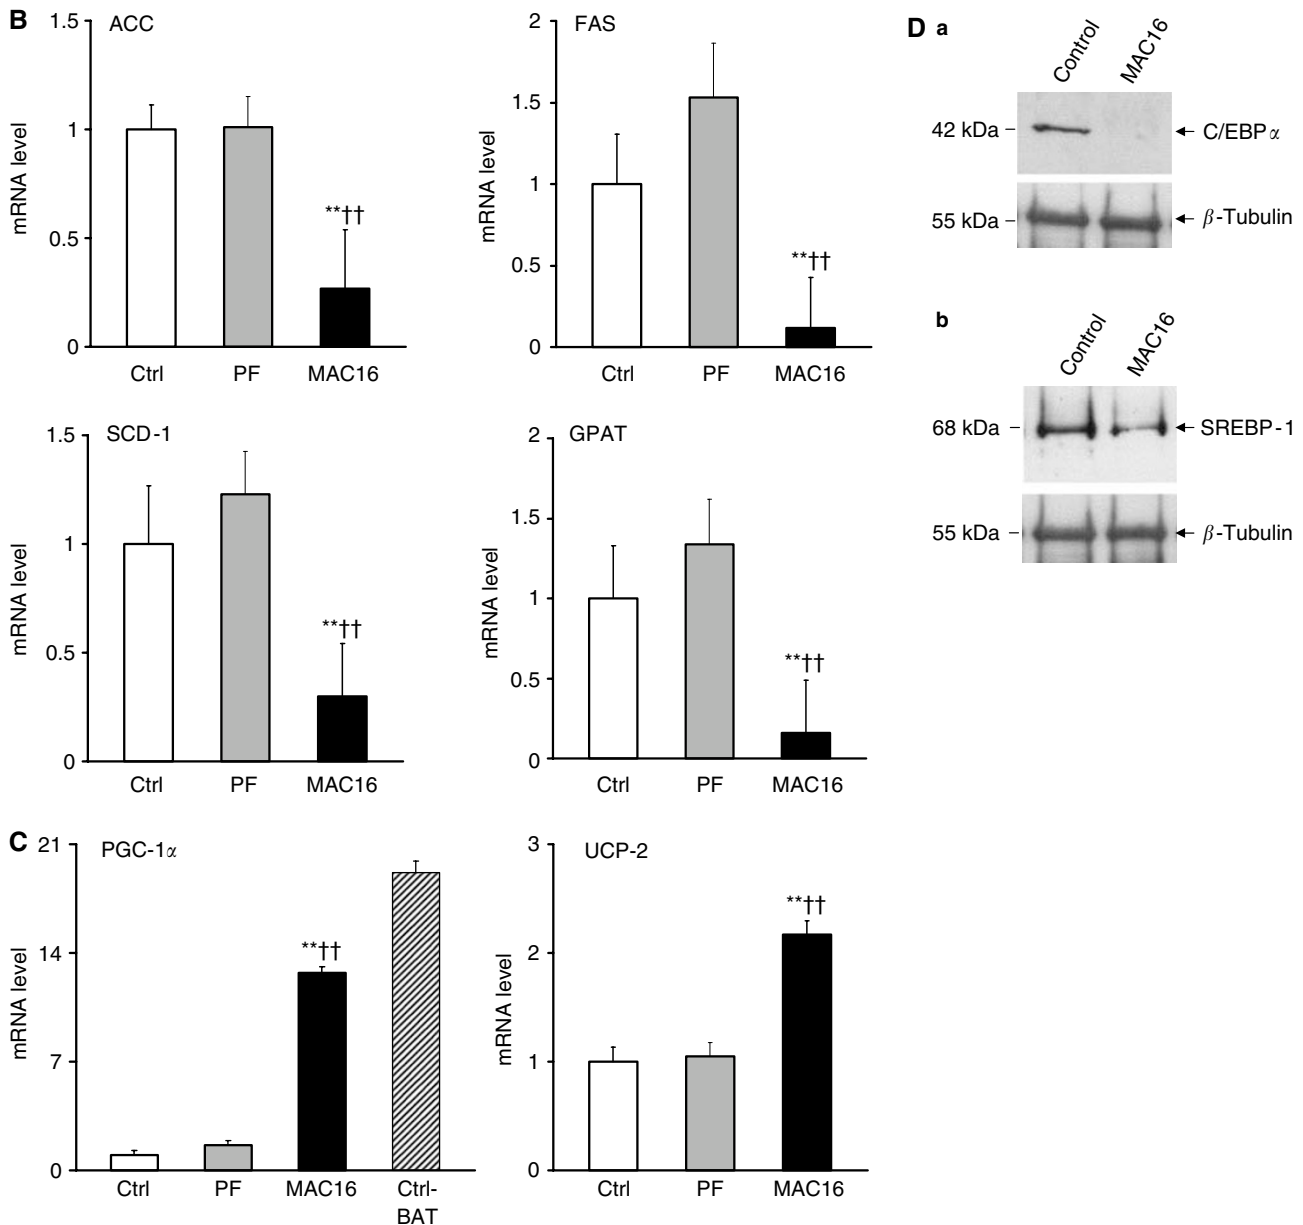 B
ACC
mRNA level
1.5
1
0.5
0
Ctrl PF MAC16
FAS
mRNA level
2
1.5
1
0.5
0
Ctrl PF MAC16
SCD-1
mRNA level
1.5
1
0.5
0
Ctrl PF MAC16
**††
**††
**††
GPAT
mRNA level
2
1.5
1
0.5
0
Ctrl PF MAC16
**††
C
PGC-1α
mRNA level
21
14
7
0
**††
Ctrl PF MAC16 Ctrl-
BAT
UCP-2
mRNA level
3
2
1
0
**††
Ctrl PF MAC16
D a
Control MAC16
42 kDa
C/EBPα
55 kDa
β-Tubulin
b
Control MAC16
68 kDa
SREBP-1
55 kDa
β-Tubulin